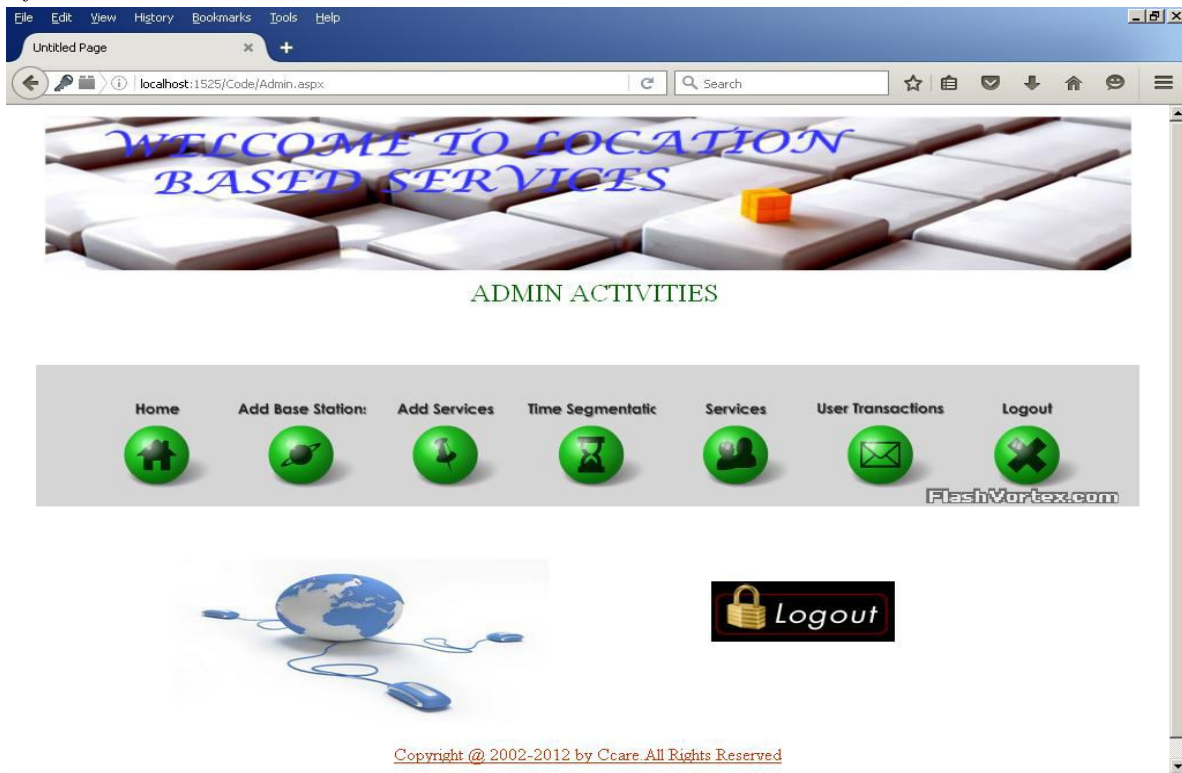 File Edit View History Bookmarks Tools Help
Untitled Page
localhost:1525/Code/Admin.aspx
Search
WELCOME TO LOCATION
BASED SERVICES
ADMIN ACTIVITIES
Home Add Base Station: Add Services Time Segmentatic Services User Transactions Logout
FlashVortex.com
Logout
Copyright @ 2002-2012 by Ccare.All Rights Reserved